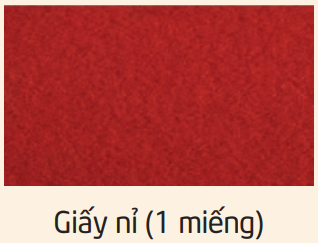 Giấy nỉ (1 miếng)